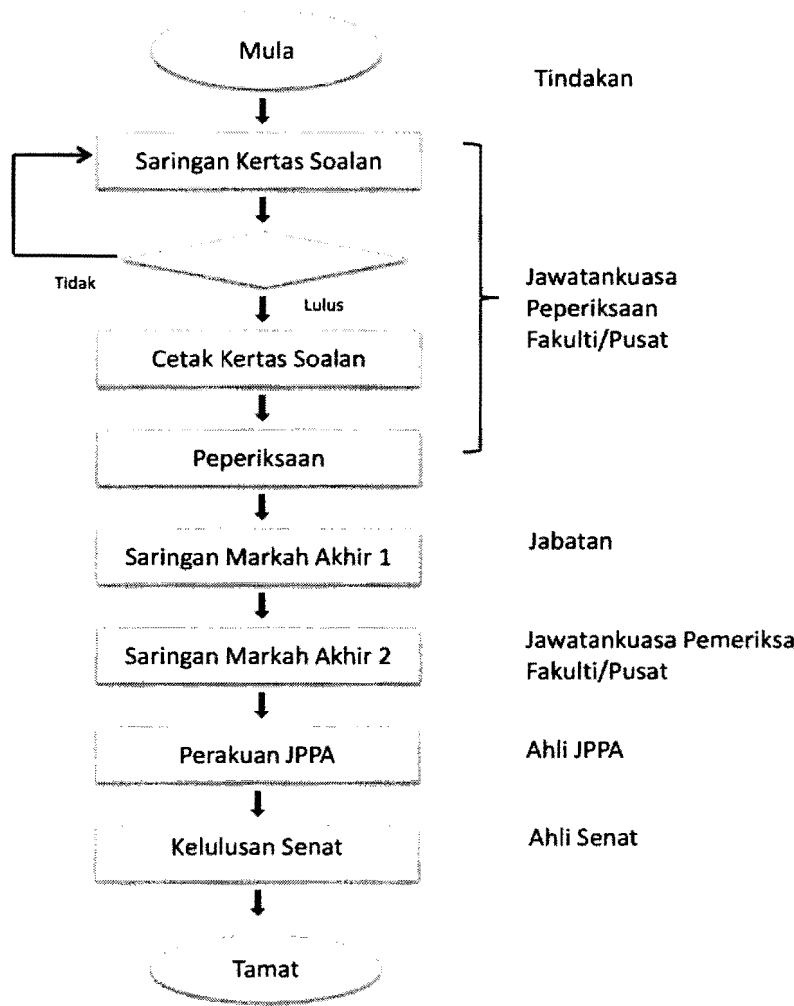 Mula
Tindakan
Saringan Kertas Soalan
Tidak
Lulus
Jawatankuasa
Peperiksaan
Fakulti/Pusat
Cetak Kertas Soalan
Peperiksaan
Saringan Markah Akhir 1
Jabatan
Saringan Markah Akhir 2
Jawatankuasa Pemeriksa
Fakulti/Pusat
Perakuan JPPA
Ahli JPPA
Kelulusan Senat
Ahli Senat
Tamat